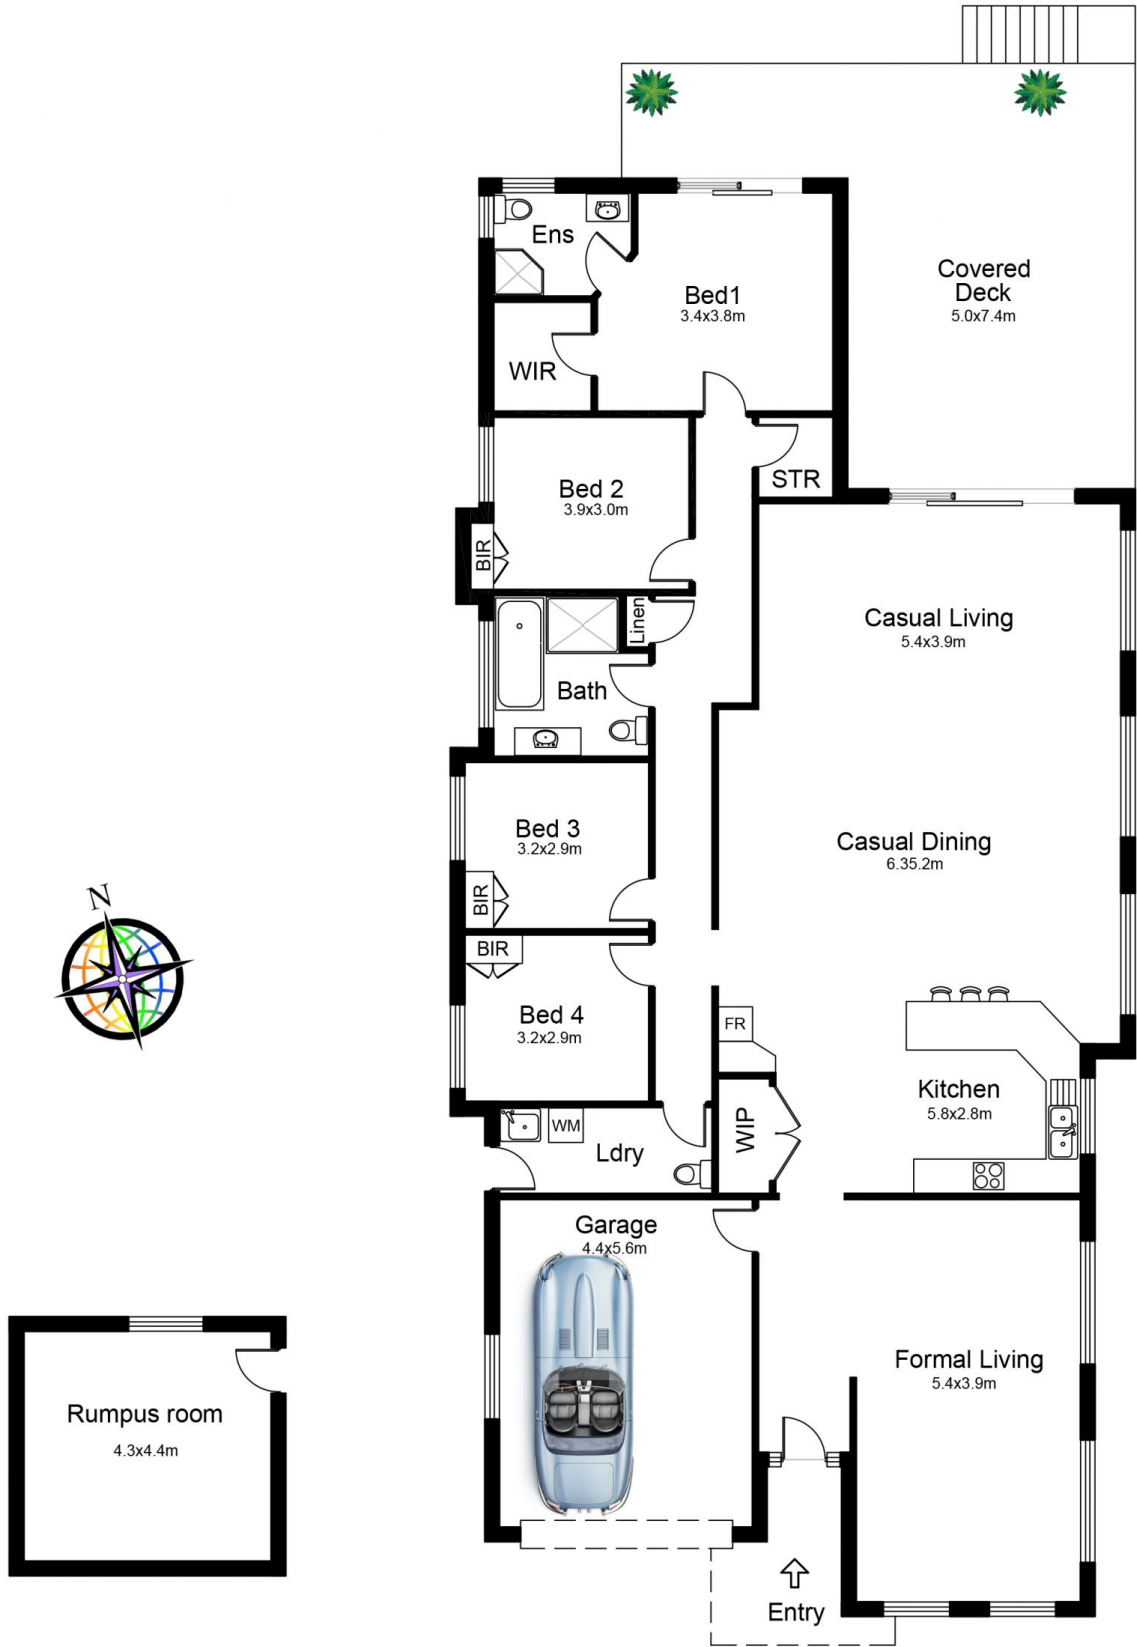 Ens
Bed1
3.4x3.8m
Covered
Deck
5.0x7.4m
WIR
Bed 2
3.9x3.0m
STR
BIR
Linen
Casual Living
5.4x3.9m
Bath
Bed 3
3.2x2.9m
Casual Dining
6.35.2m
BIR
N
BIR
Bed 4
3.2x2.9m
FR
Kitchen
5.8x2.8m
WIP
WM
Ldry
Garage
4.4x5.6m
Formal Living
5.4x3.9m
Rumpus room
4.3x4.4m
Entry